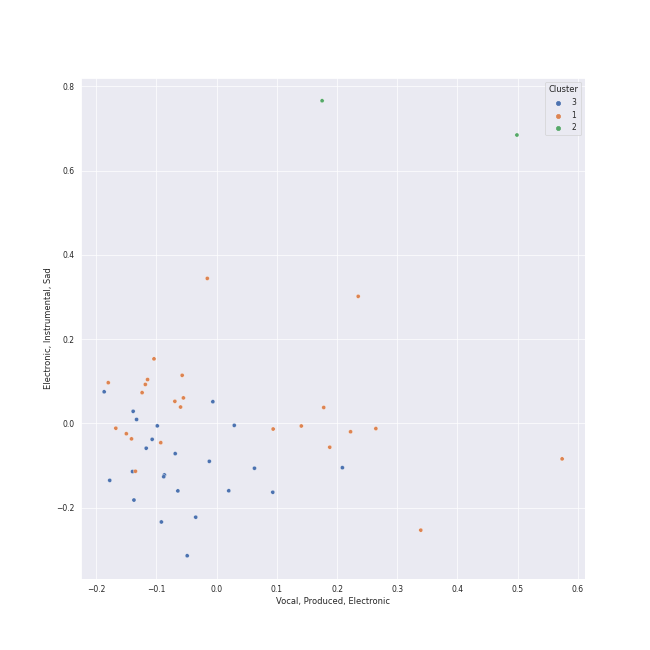 0.8
0.6
0.4
0.2
0.0
−0.2
Electronic, Instrumental, Sad
Cluster
3
1
2
−0.2 −0.1 0.0 0.1 0.2 0.3 0.4 0.5 0.6
Vocal, Produced, Electronic